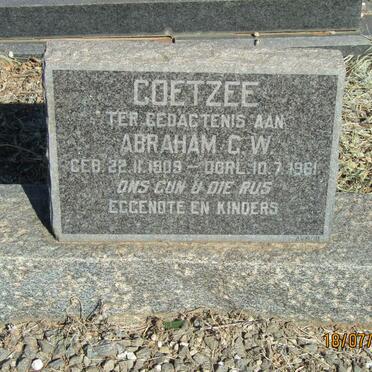 COETZEE
TER GEDACTENIS AAN
ABRAHAM C.W.
GEB. 22.11.1909 – OORL. 10.7.1961
ONS GUN U DIE RUS
EGGENOTE EN KINDERS
18/07/